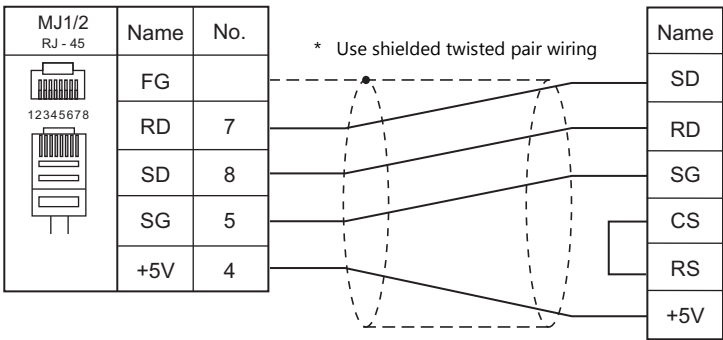 MJ1/2
RJ - 45
Name
No.
* Use shielded twisted pair wiring
Name
12345678
FG
SD
RD
7
RD
SD
8
SG
SG
5
CS
+5V
4
RS
+5V